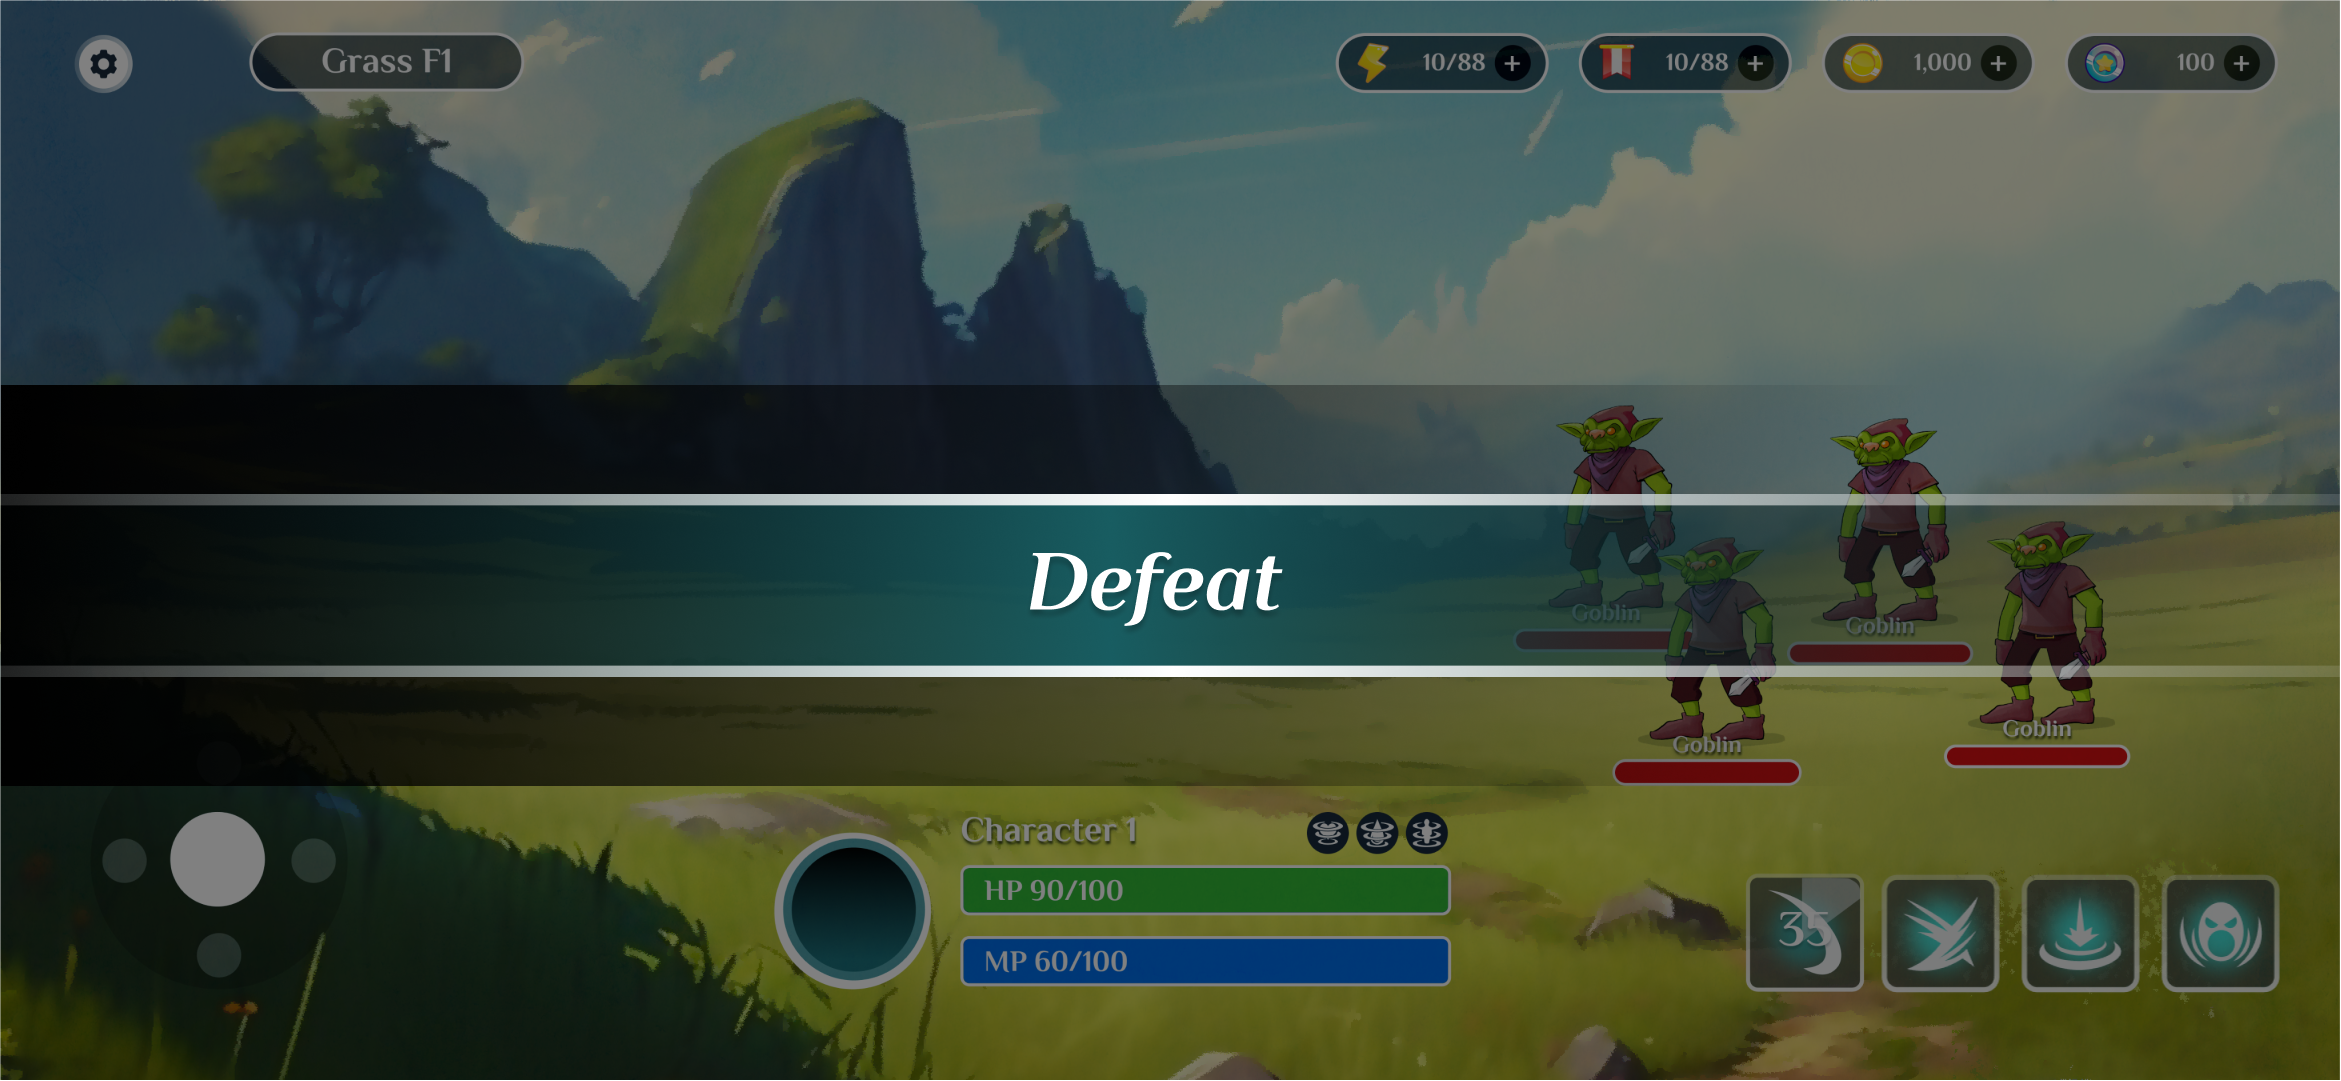 Grass F1
10/88 +
10/88 +
1,000 +
100 +
Defeat
Goblin
Goblin
Goblin
Goblin
Character 1
HP 90/100
MP 60/100
35